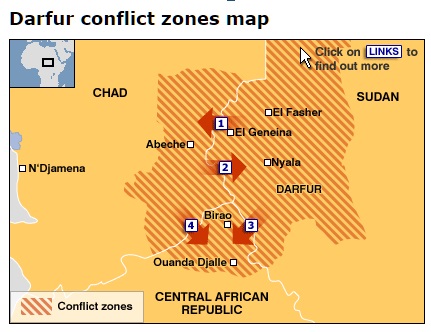 Darfur conflict zones map
Click on LINKS to
find out more
CHAD
SUDAN
El Fasher
1
El Geneina
Abeche
2
Nyala
N'Djamena
DARFUR
Birao
4
3
Ouanda Djalle
CENTRAL AFRICAN
REPUBLIC
Conflict zones